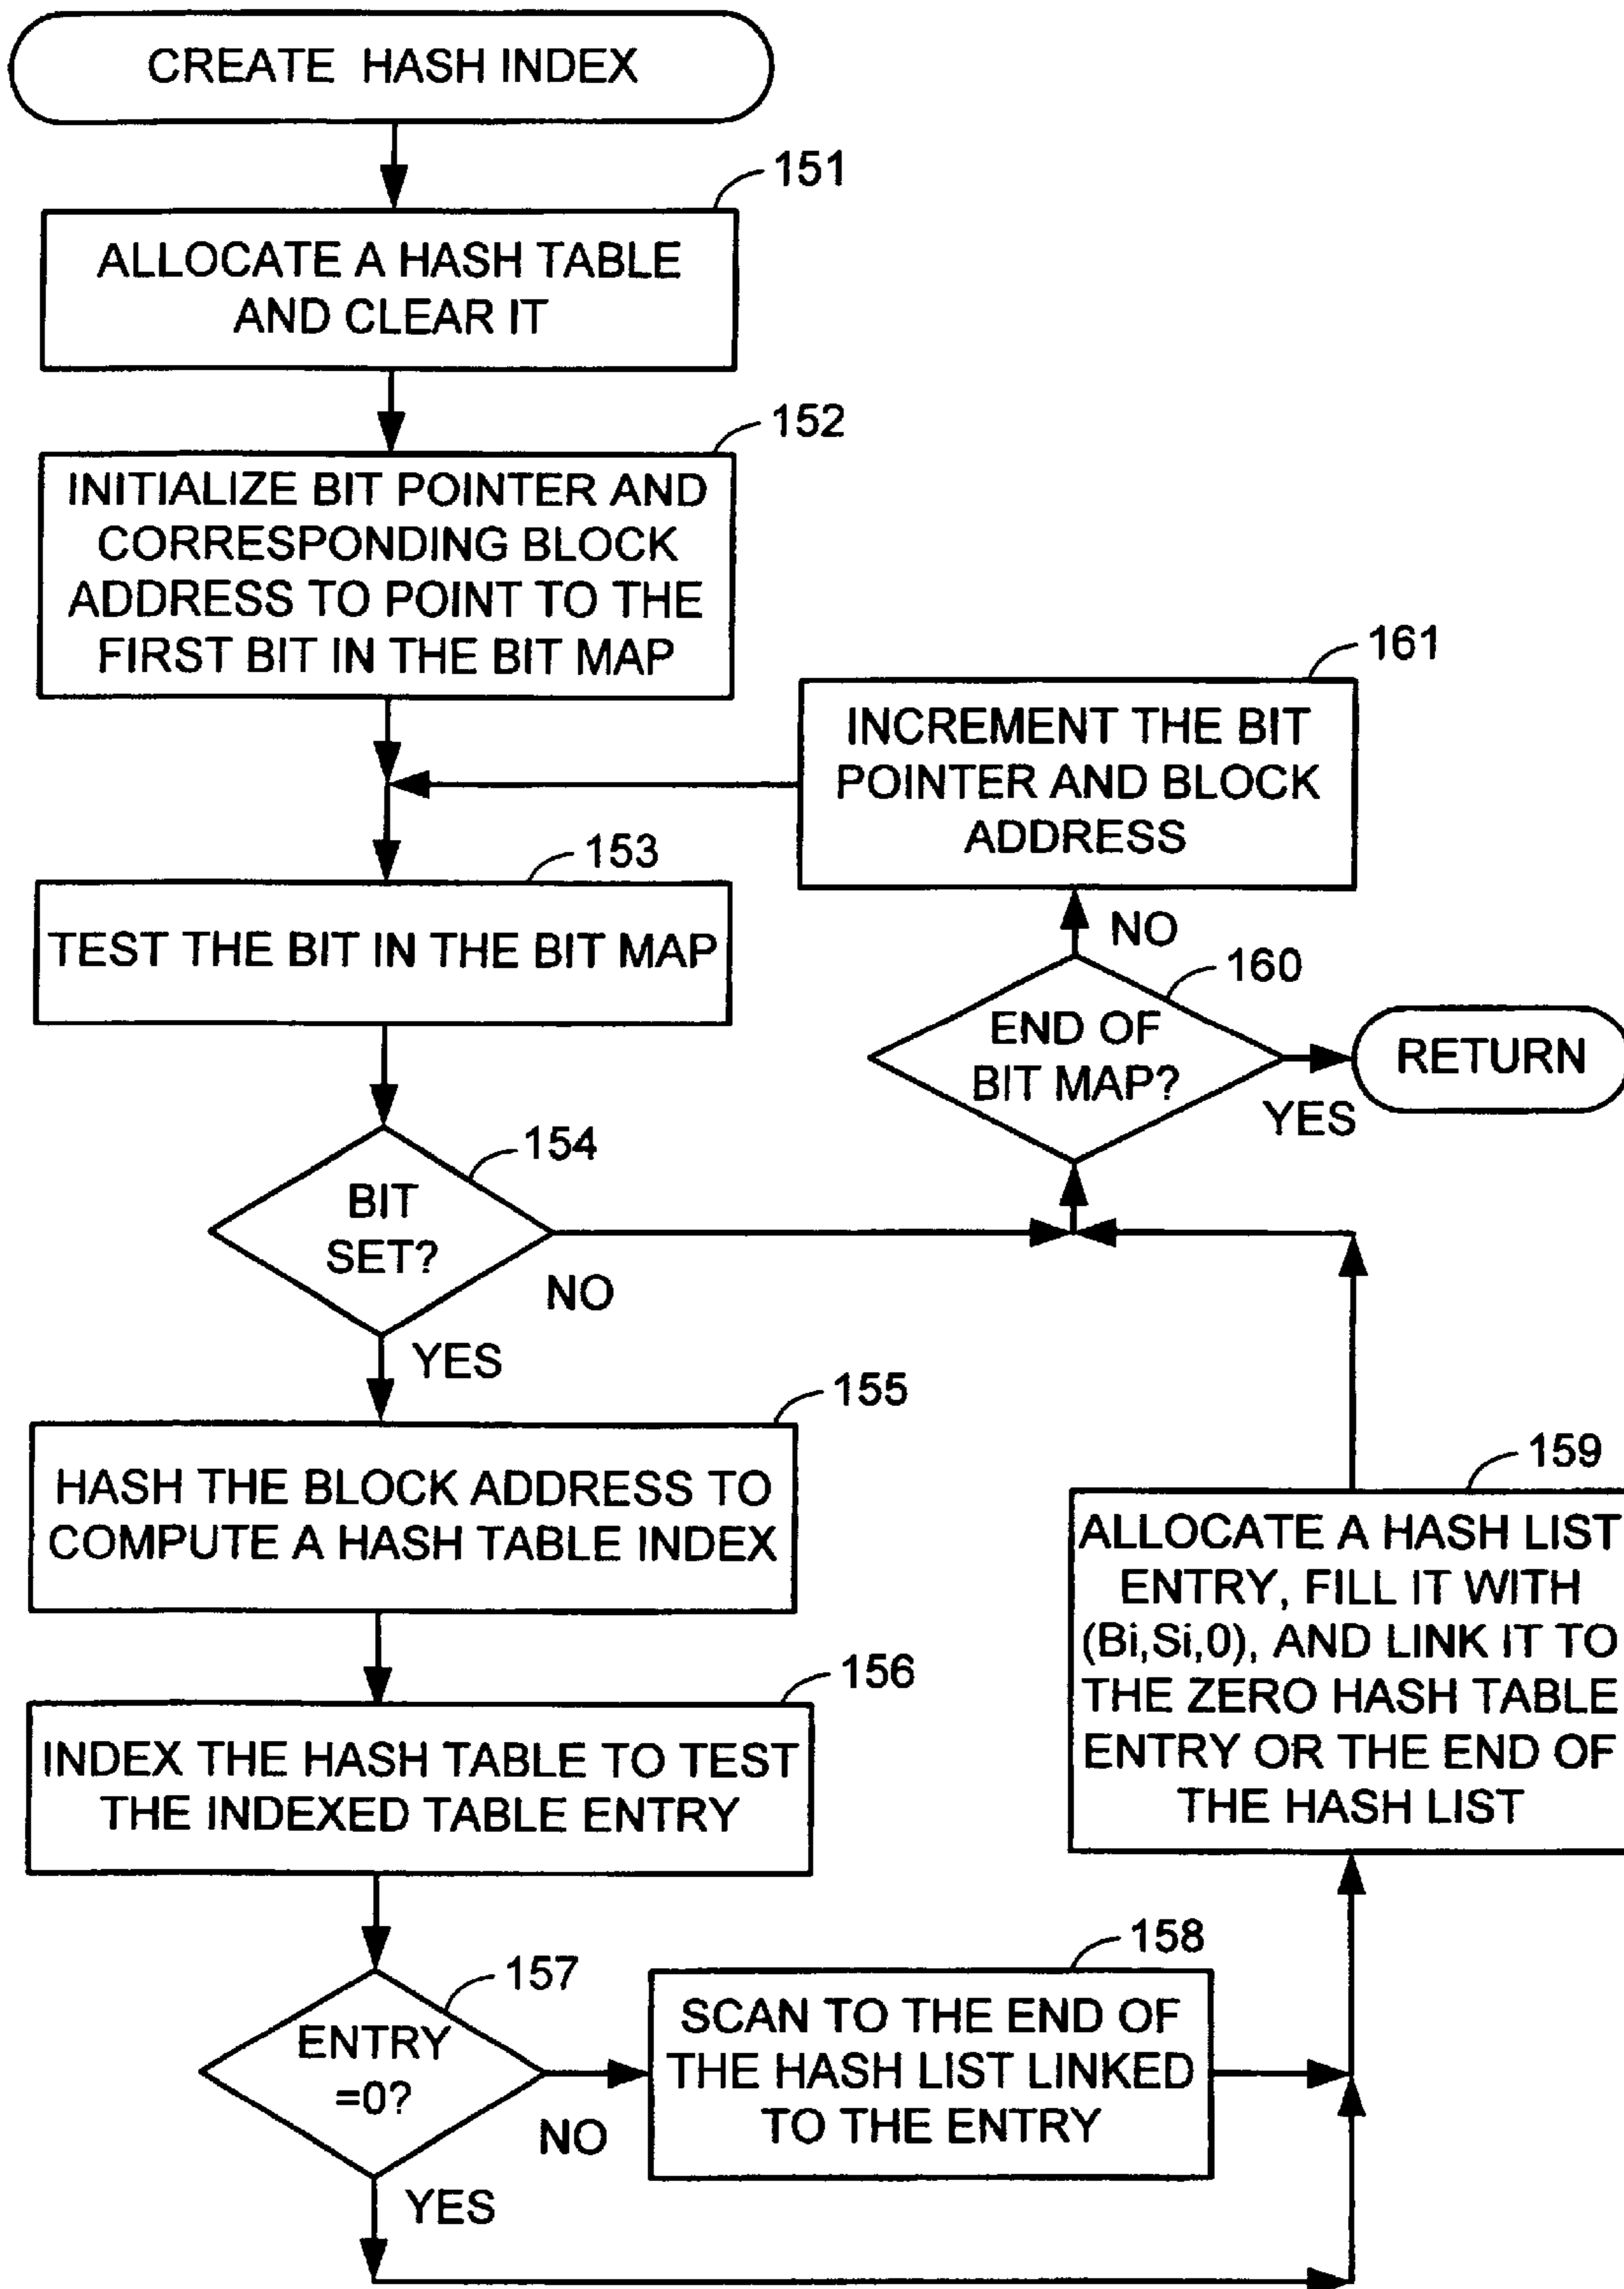 CREATE HASH INDEX
151
ALLOCATE A HASH TABLE
AND CLEAR IT
152
INITIALIZE BIT POINTER AND
CORRESPONDING BLOCK
ADDRESS TO POINT TO THE
FIRST BIT IN THE BIT MAP
161
INCREMENT THE BIT
POINTER AND BLOCK
ADDRESS
153
TEST THE BIT IN THE BIT MAP
NO
160
END OF
BIT MAP?
YES
RETURN
154
BIT
SET?
NO
YES
155
HASH THE BLOCK ADDRESS TO
COMPUTE A HASH TABLE INDEX
159
ALLOCATE A HASH LIST
ENTRY, FILL IT WITH
(Bi,Si,0), AND LINK IT TO
THE ZERO HASH TABLE
ENTRY OR THE END OF
THE HASH LIST
156
INDEX THE HASH TABLE TO TEST
THE INDEXED TABLE ENTRY
157
ENTRY
=0?
NO
YES
158
SCAN TO THE END OF
THE HASH LIST LINKED
TO THE ENTRY